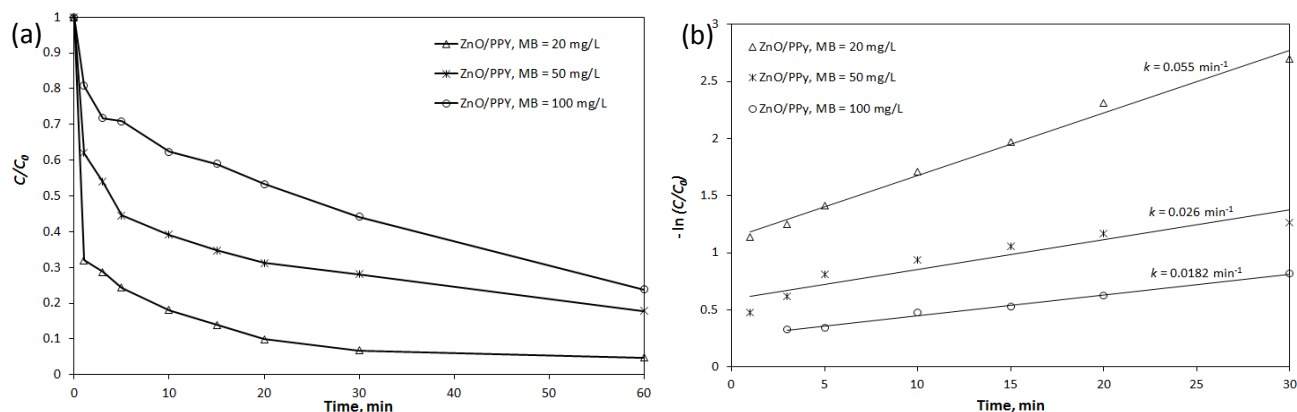 (a)
1
0.9
0.8
0.7
0.6
0.5
0.4
0.3
0.2
0.1
0
C/C0
0 10 20 30 40 50 60
Time, min
ZnO/PPY, MB = 20 mg/L
ZnO/PPY, MB = 50 mg/L
ZnO/PPY, MB = 100 mg/L
(b)
3
2.5
2
1.5
1
0.5
0
- ln (C/C0)
0 5 10 15 20 25 30
Time, min
ZnO/PPy, MB = 20 mg/L
ZnO/PPy, MB = 50 mg/L
ZnO/PPy, MB = 100 mg/L
k = 0.055 min-1
k = 0.026 min-1
k = 0.0182 min-1